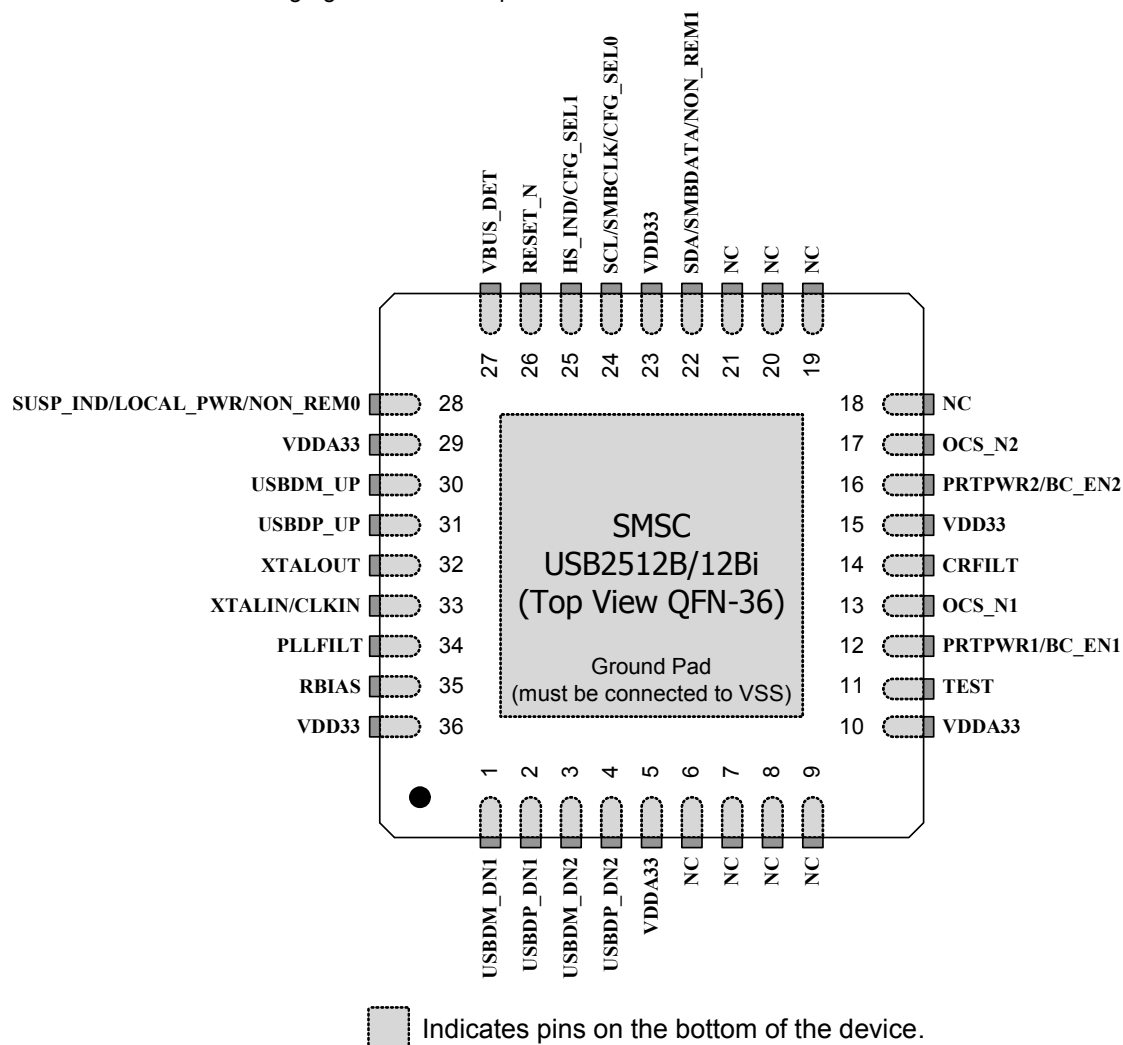 VBUS_DET
RESET_N
HS_IND/CFG_SEL1
SCL/SMBCLK/CFG_SEL0
VDD33
SDA/SMBDATA/NON_REM1
NC
NC
NC
27
26
25
24
23
22
21
20
19
SUSP_IND/LOCAL_PWR/NON_REM0 28
VDDA33 29
USBDM_UP 30
USBDP_UP 31
XTALOUT 32
XTALIN/CLKIN 33
PLLFILT 34
RBIAS 35
VDD33 36
SMSC
USB2512B/12Bi
(Top View QFN-36)
Ground Pad
(must be connected to VSS)
18 NC
17 OCS_N2
16 PRTPWR2/BC_EN2
15 VDD33
14 CRFILT
13 OCS_N1
12 PRTPWR1/BC_EN1
11 TEST
10 VDDA33
1
2
3
4
5
6
7
8
9
USBDM_DN1
USBDP_DN1
USBDM_DN2
USBDP_DN2
VDDA33
NC
NC
NC
NC
Indicates pins on the bottom of the device.